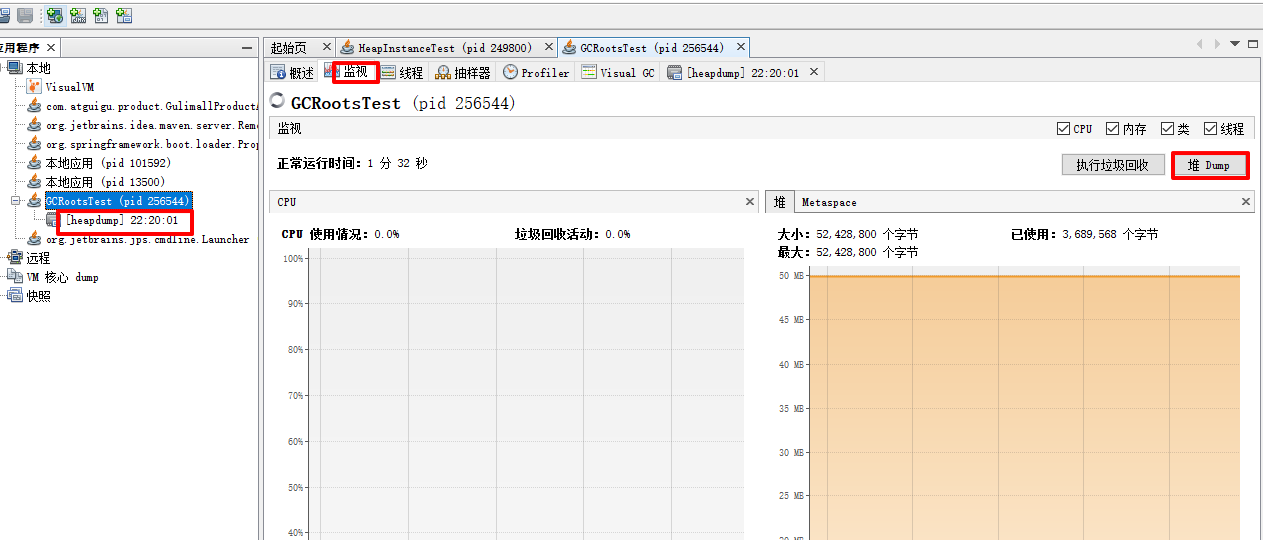 应用程序
本地
VisualVM
com.atguigu.product.GulimallProductA
org.jetbrains.idea.maven.server.Remo
org.springframework.boot.loader.Prop
本地应用 (pid 101592)
本地应用 (pid 13500)
GCRootsTest (pid 256544)
[heapdump] 22:20:01
org.jetbrains.jps.cmdline.Launcher
远程
VM 核心 dump
快照
起始页 HeapInstanceTest (pid 249800) GCRootsTest (pid 256544)
概述 监视 线程 抽样器 Profiler Visual GC [heapdump] 22:20:01
GCRootsTest (pid 256544)
监视 CPU 内存 类 线程
正常运行时间: 1 分 32 秒 执行垃圾回收 堆 Dump
CPU
CPU 使用情况: 0.0% 垃圾回收活动: 0.0%
100%
90%
80%
70%
60%
50%
40%
堆 Metaspace
大小: 52,428,800 个字节 已使用: 3,689,568 个字节
最大: 52,428,800 个字节
50 MB
45 MB
40 MB
35 MB
30 MB
25 MB
20 MB